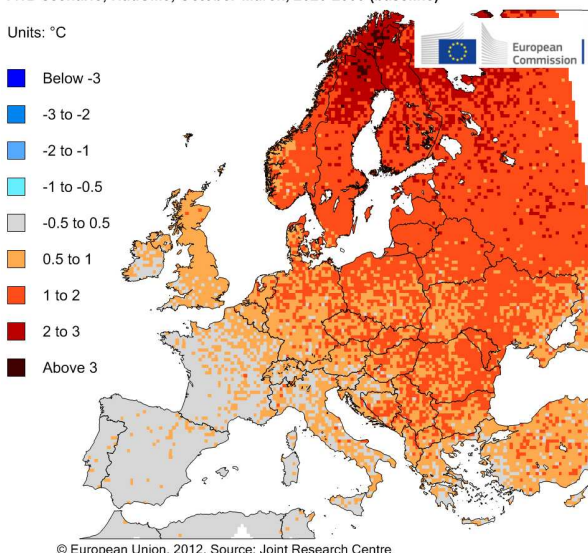 Units: °C
European
Commission
Below -3
-3 to -2
-2 to -1
-1 to -0.5
-0.5 to 0.5
0.5 to 1
1 to 2
2 to 3
Above 3
© European Union, 2012. Source: Joint Research Centre